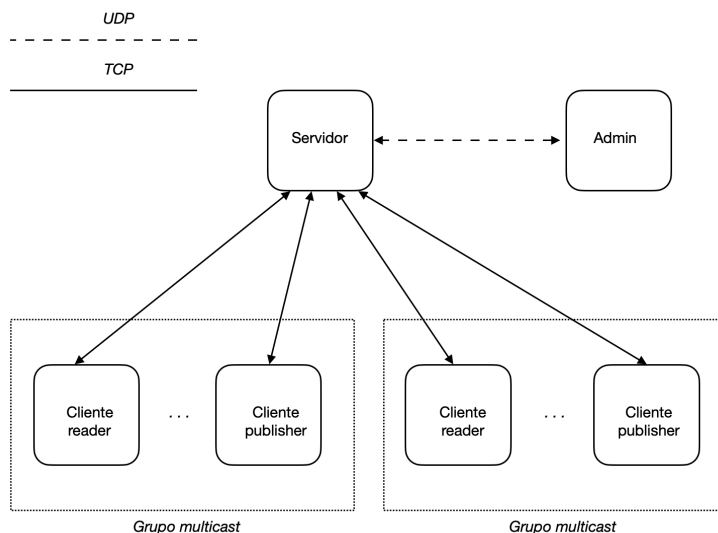 UDP
TCP
Servidor
Admin
Cliente
reader
. . .
Cliente
publisher
Cliente
reader
. . .
Cliente
publisher
Grupo multicast
Grupo multicast